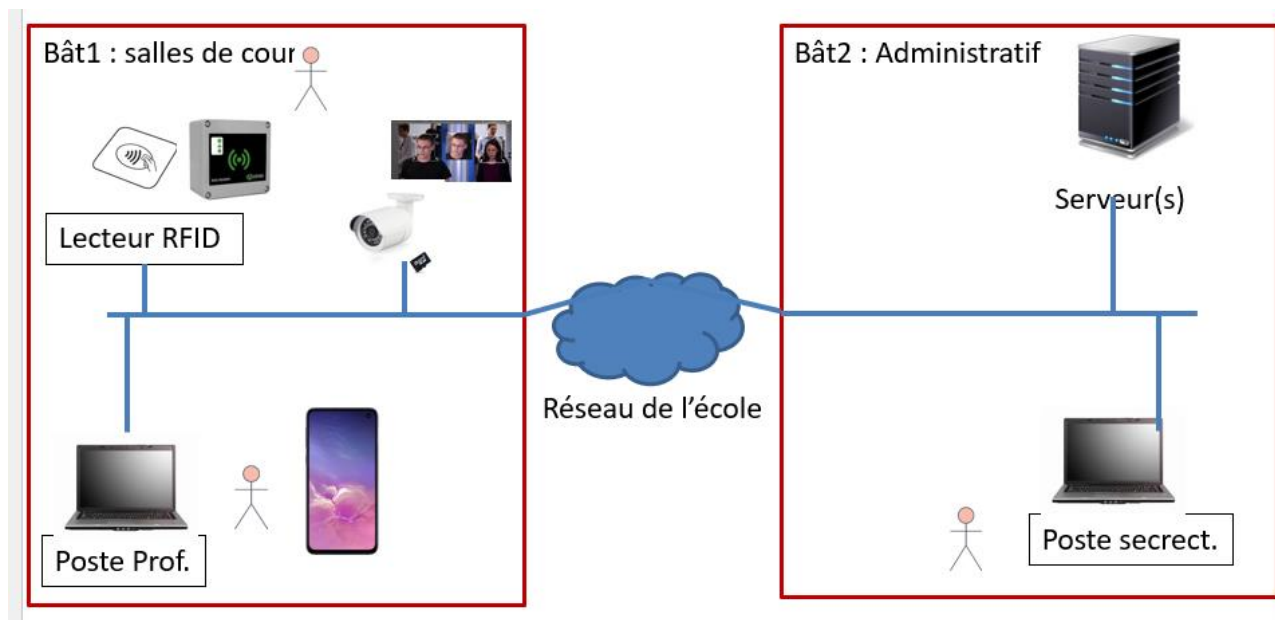 Bât1 : salles de cour
Bât2 : Administratif
Lecteur RFID
Serveur(s)
Réseau de l'école
Poste Prof.
Poste secrect.